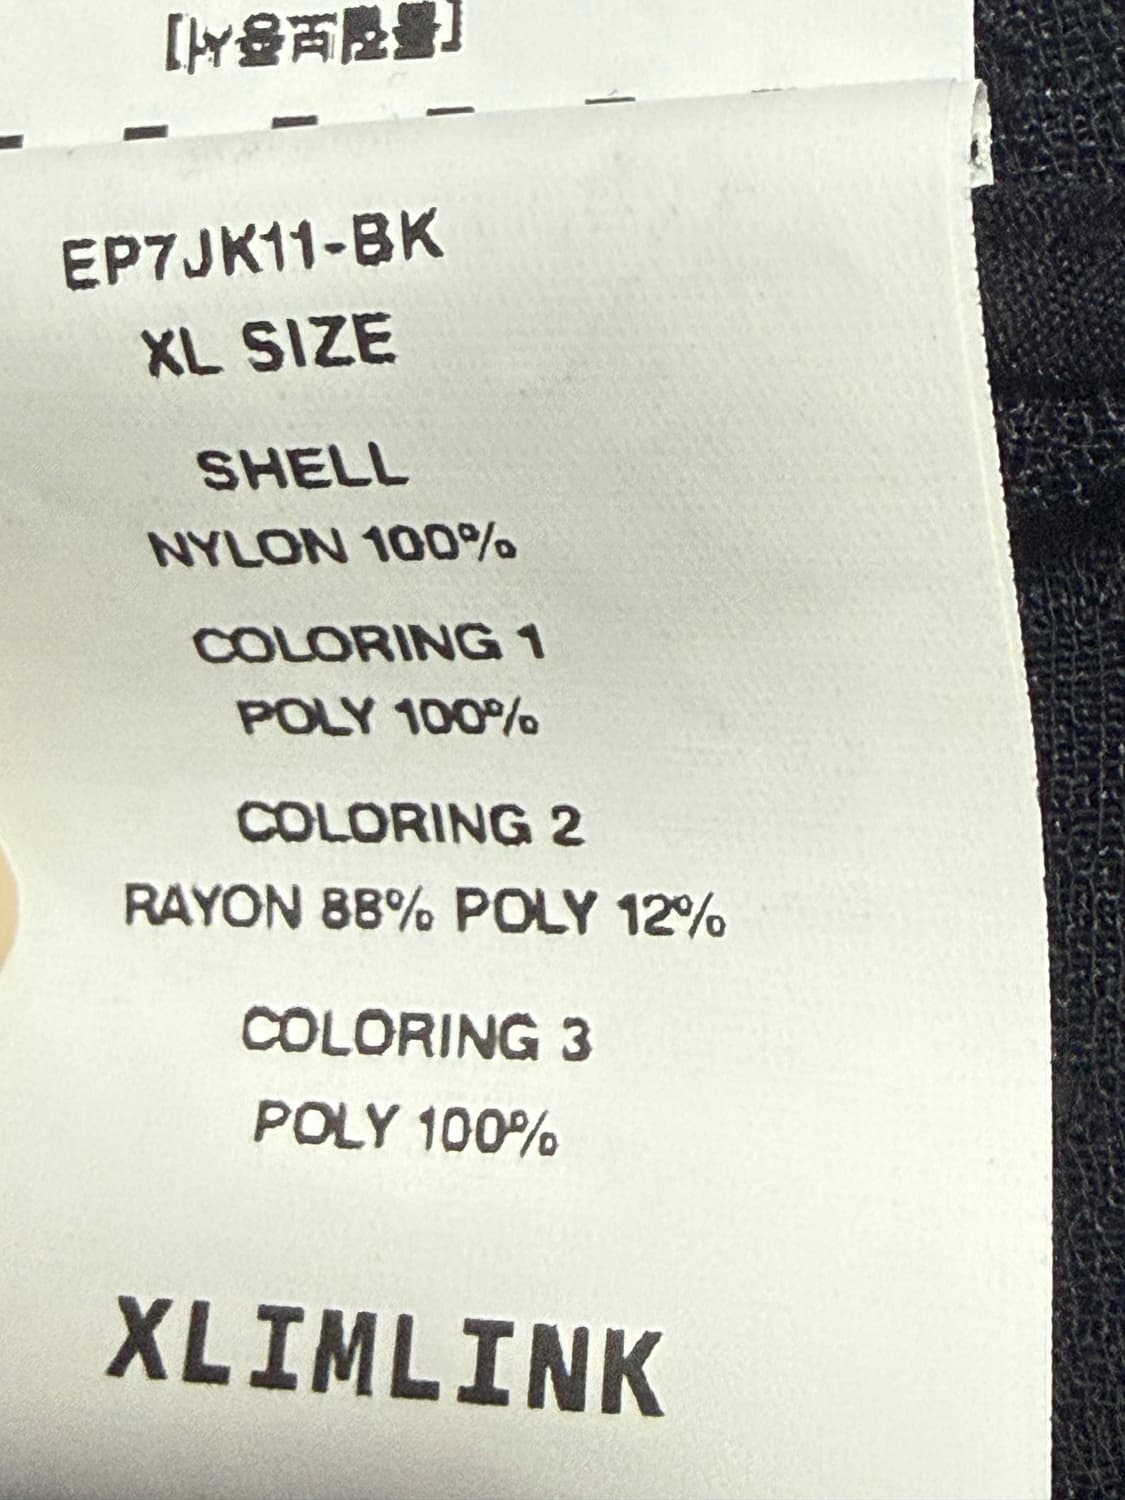 EP7JK11-BK
XL SIZE
SHELL
NYLON 100%
COLORING 1
POLY 100%
COLORING 2
RAYON 88% POLY 12%
COLORING 3
POLY 100%
XLIMLINK